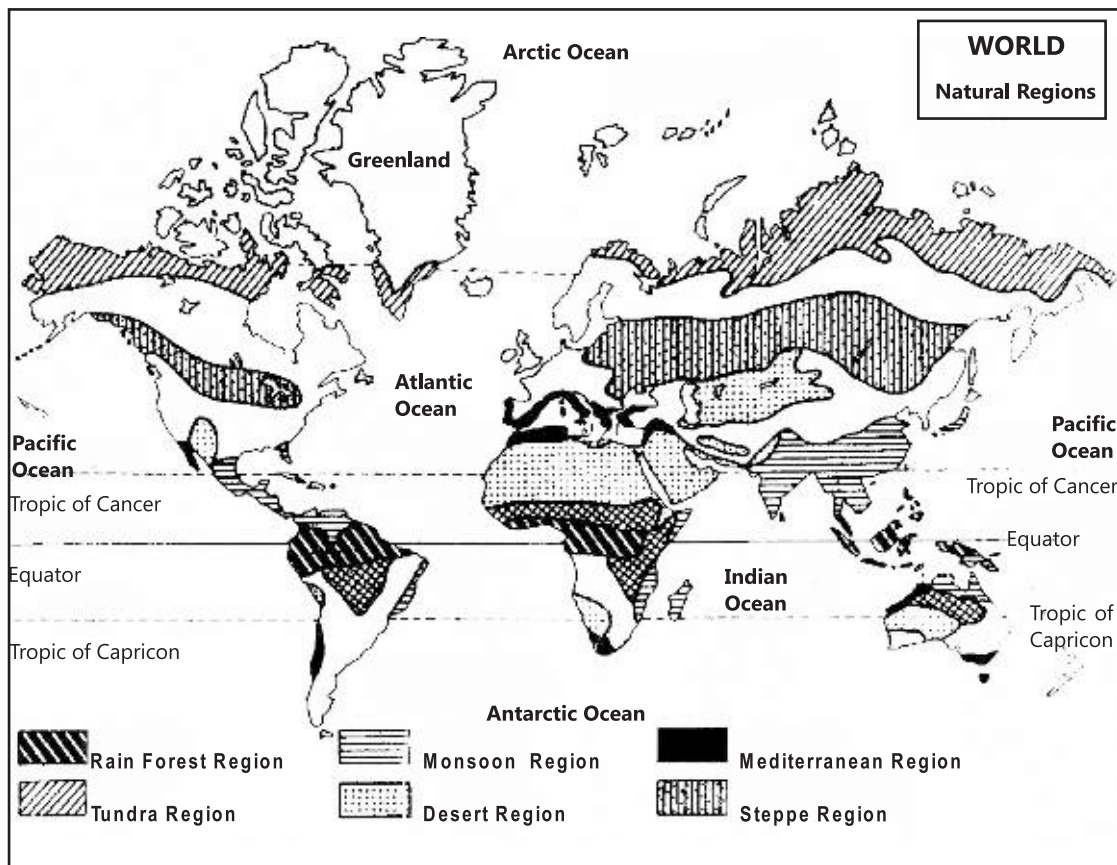 WORLD
Natural Regions
Arctic Ocean
Greenland
Atlantic
Ocean
Pacific
Ocean
Pacific
Ocean
Tropic of Cancer
Tropic of Cancer
Equator
Equator
Indian
Ocean
Tropic of
Capricorn
Tropic of Capricon
Antarctic Ocean
Rain Forest Region
Monsoon Region
Mediterranean Region
Tundra Region
Desert Region
Steppe Region